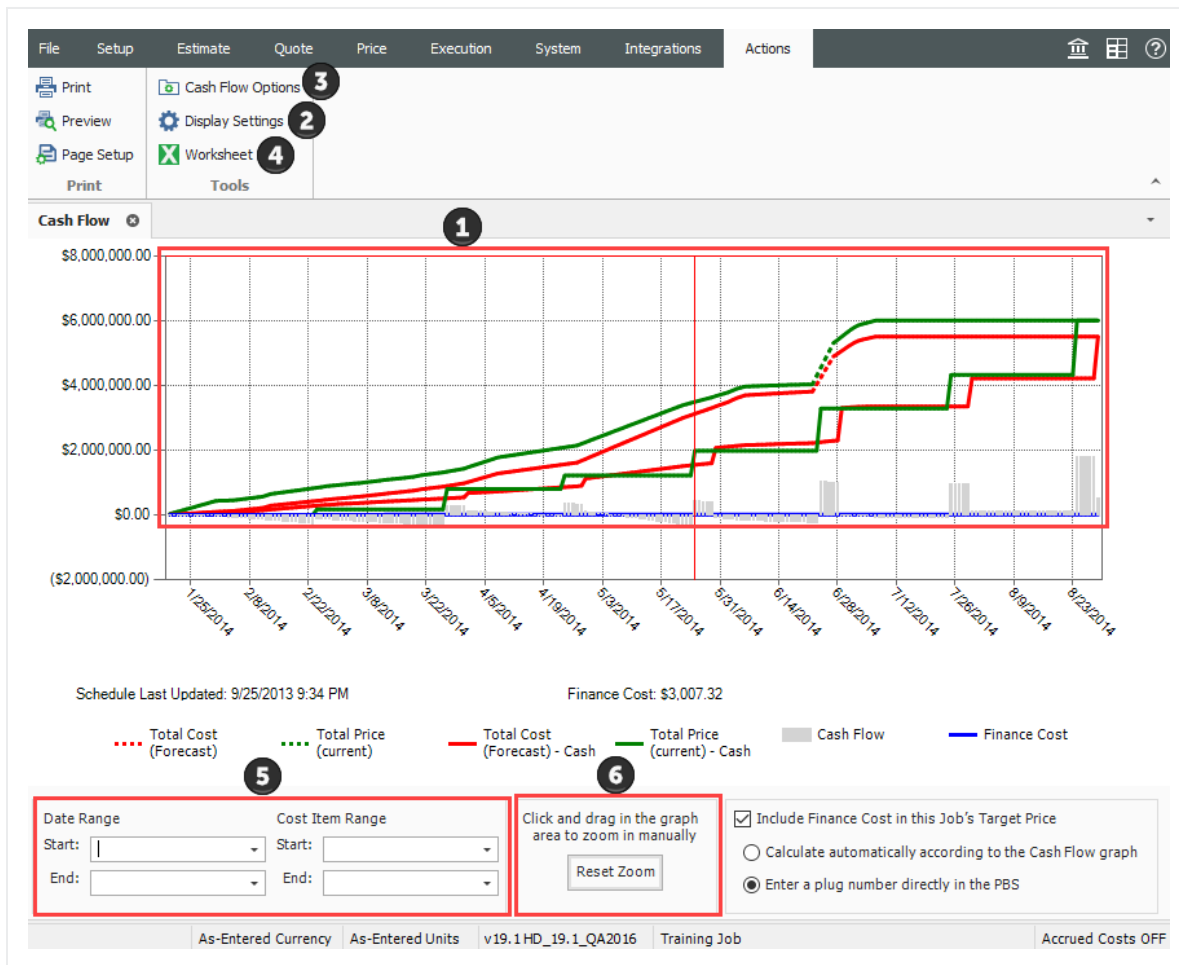 File Setup Estimate Quote Price Execution System Integrations Actions
Print Cash Flow Options 3
Preview Display Settings 2
Page Setup Worksheet 4
Print Tools
Cash Flow
1
$8,000,000.00
$6,000,000.00
$4,000,000.00
$2,000,000.00
$0.00
($2,000,000.00)
1/25/2014 2/8/2014 2/22/2014 3/8/2014 3/22/2014 4/5/2014 4/19/2014 5/3/2014 5/17/2014 5/31/2014 6/14/2014 6/28/2014 7/12/2014 7/26/2014 8/9/2014 8/23/2014
Schedule Last Updated: 9/25/2013 9:34 PM Finance Cost: $3,007.32
Total Cost Total Price Total Cost Total Price Cash Flow Finance Cost
(Forecast) (current) (Forecast) - Cash (current) - Cash
5 6
Date Range Cost Item Range Click and drag in the graph Include Finance Cost in this Job's Target Price
Start: Start: area to zoom in manually
Calculate automatically according to the Cash Flow graph
End: End: Reset Zoom Enter a plug number directly in the PBS
As-Entered Currency As-Entered Units v19.1 HD_19.1_QA2016 Training Job Accrued Costs OFF